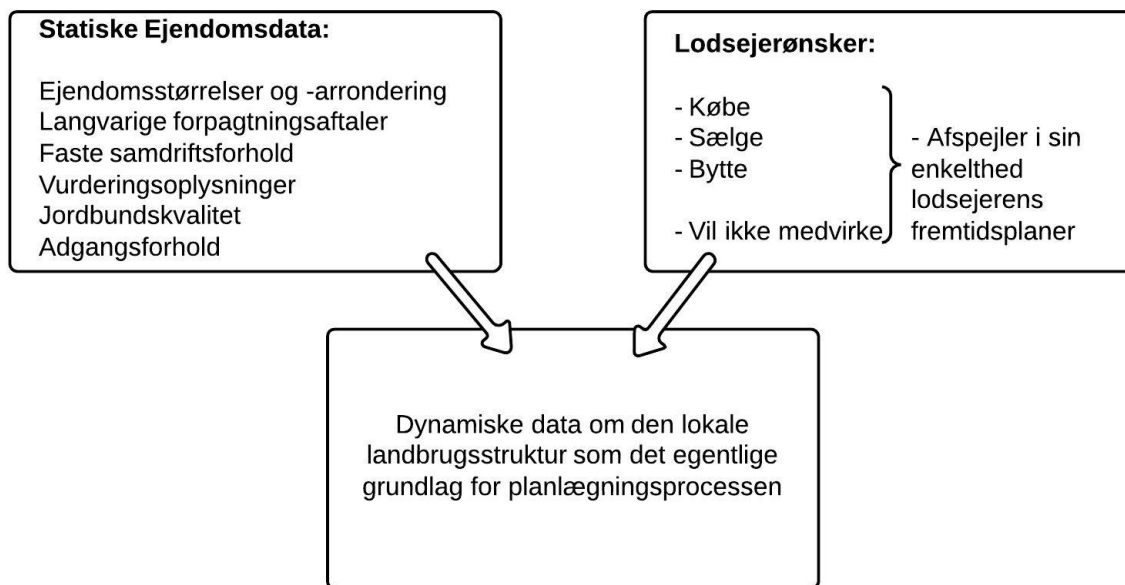 Statiske Ejendomsdata:
Ejendomsstørrelser og -arrondering
Langvarige forpagtningsaftaler
Faste samdriftsforhold
Vurderingsoplysninger
Jordbundskvalitet
Adgangsforhold
Lodsejerønsker:
- Købe
- Sælge
- Bytte
- Vil ikke medvirke
- Afspejler i sin
enkelthed
lodsejerens
fremtidsplaner
Dynamiske data om den lokale
landbrugsstruktur som det egentlige
grundlag for planlægningsprocessen